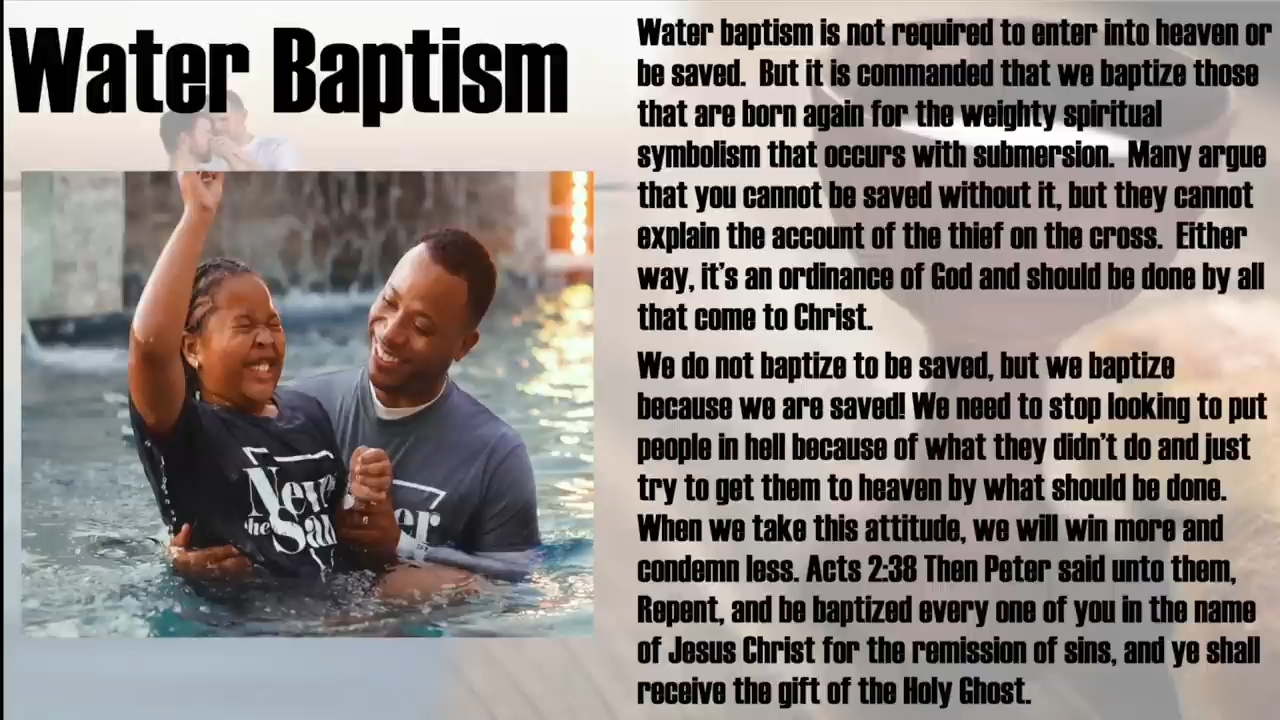 Water Baptism
Water baptism is not required to enter into heaven or
be saved.  But it is commanded that we baptize those
that are born again for the weighty spiritual
symbolism that occurs with submersion.  Many argue
that you cannot be saved without it, but they cannot
explain the account of the thief on the cross.  Either
way, it's an ordinance of God and should be done by all
that come to Christ.
We do not baptize to be saved, but we baptize
because we are saved! We need to stop looking to put
people in hell because of what they didn't do and just
try to get them to heaven by what should be done.
When we take this attitude, we will win more and
condemn less. Acts 2:38 Then Peter said unto them,
Repent, and be baptized every one of you in the name
of Jesus Christ for the remission of sins, and ye shall
receive the gift of the Holy Ghost.
the